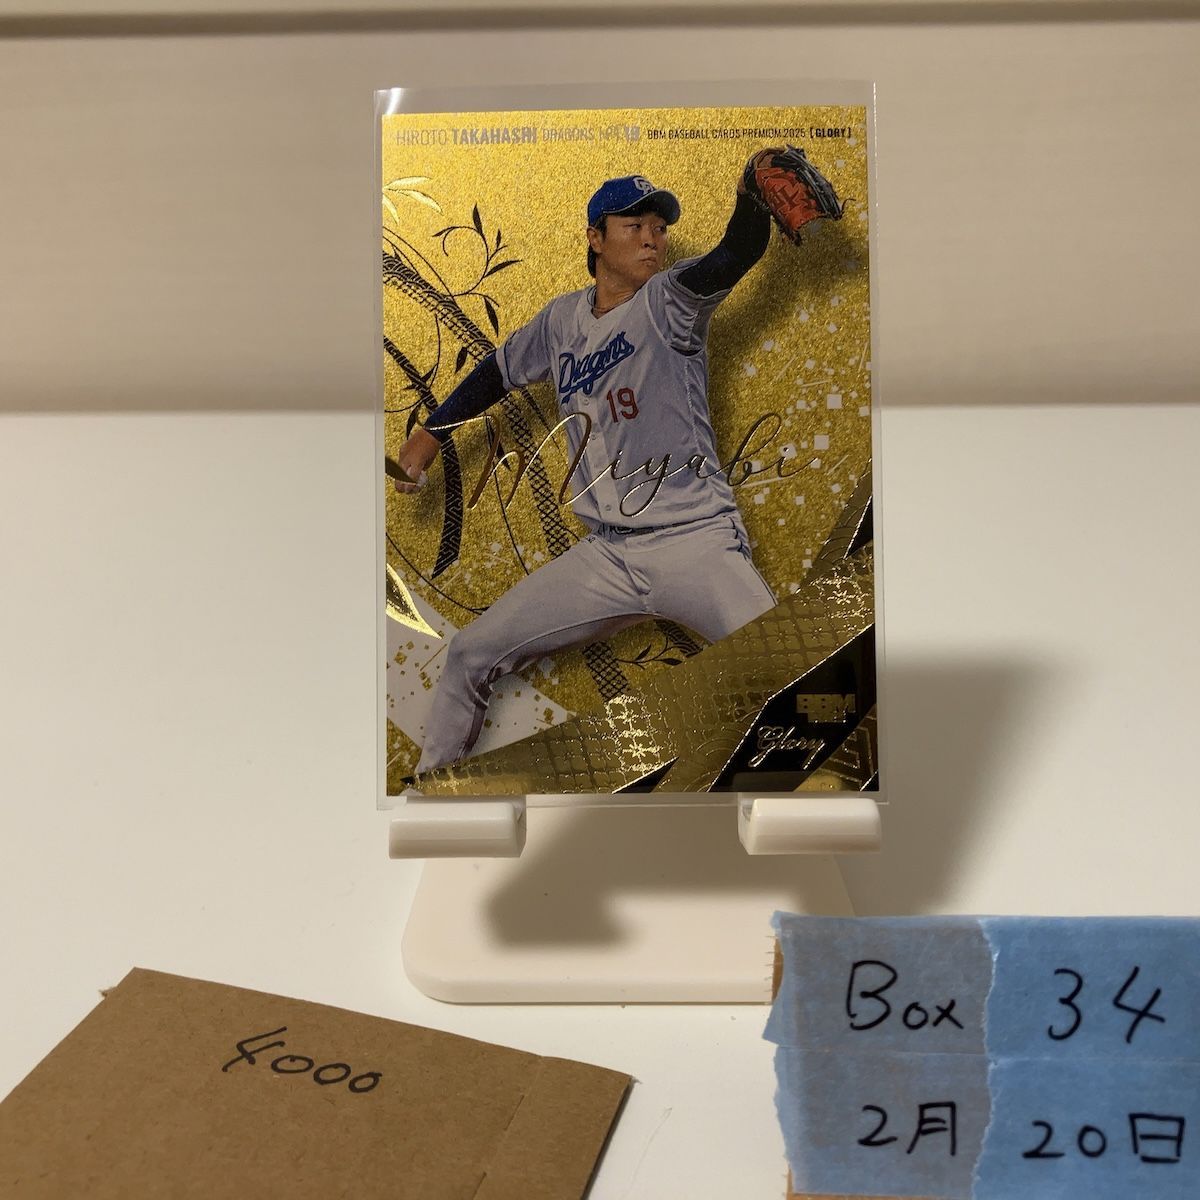 HIROTO TAKAHASHI DRAGONS 19 BBM BASEBALL CARDS PREMIUM 2025 [GLORY]
Dragons
19
Miyabi
BBM
Glory
4000
Box 34
2月 20日